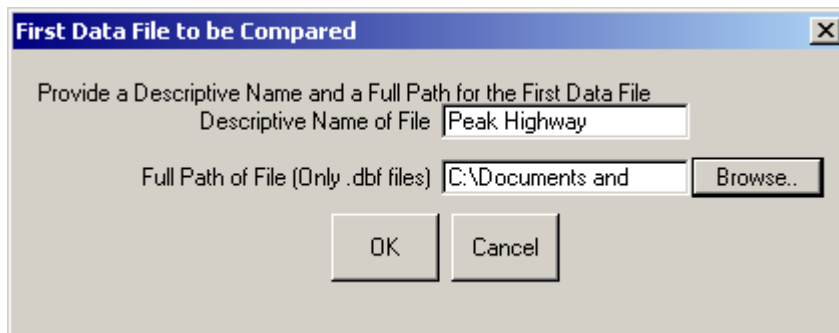 First Data File to be Compared
Provide a Descriptive Name and a Full Path for the First Data File
Descriptive Name of File Peak Highway
Full Path of File (Only .dbf files) C:\Documents and Browse..
OK Cancel